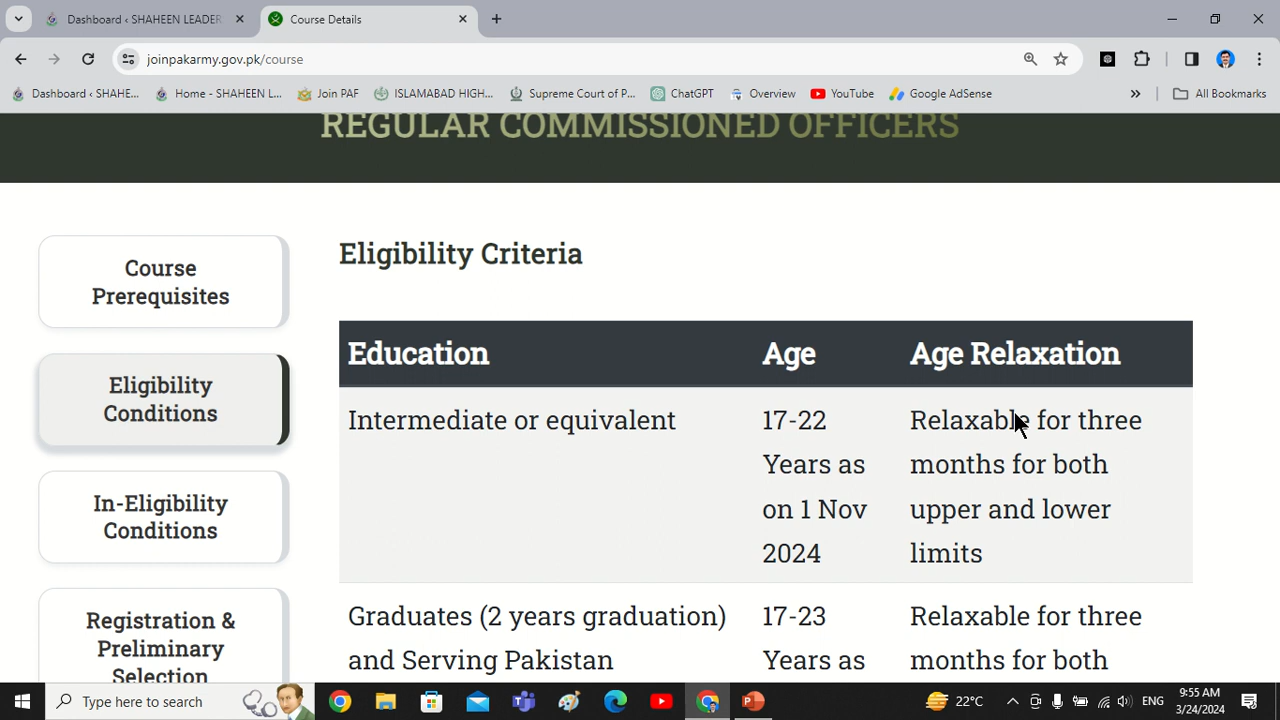 Dashboard ‹ SHAHEEN LEADER
Course Details
joinpakarmy.gov.pk/course
Dashboard ‹ SHAHE...
Home - SHAHEEN L...
Join PAF
ISLAMABAD HIGH...
Supreme Court of P...
ChatGPT
Overview
YouTube
Google AdSense
»
All Bookmarks
REGULAR COMMISSIONED OFFICERS
Course
Prerequisites
Eligibility
Conditions
In-Eligibility
Conditions
Registration &
Preliminary
Selection
Eligibility Criteria
Education
Age
Age Relaxation
Intermediate or equivalent
17-22
Years as
on 1 Nov
2024
Relaxable for three
months for both
upper and lower
limits
Graduates (2 years graduation)
and Serving Pakistan
17-23
Years as
Relaxable for three
months for both
Type here to search
22°C
ENG
9:55 AM
3/24/2024